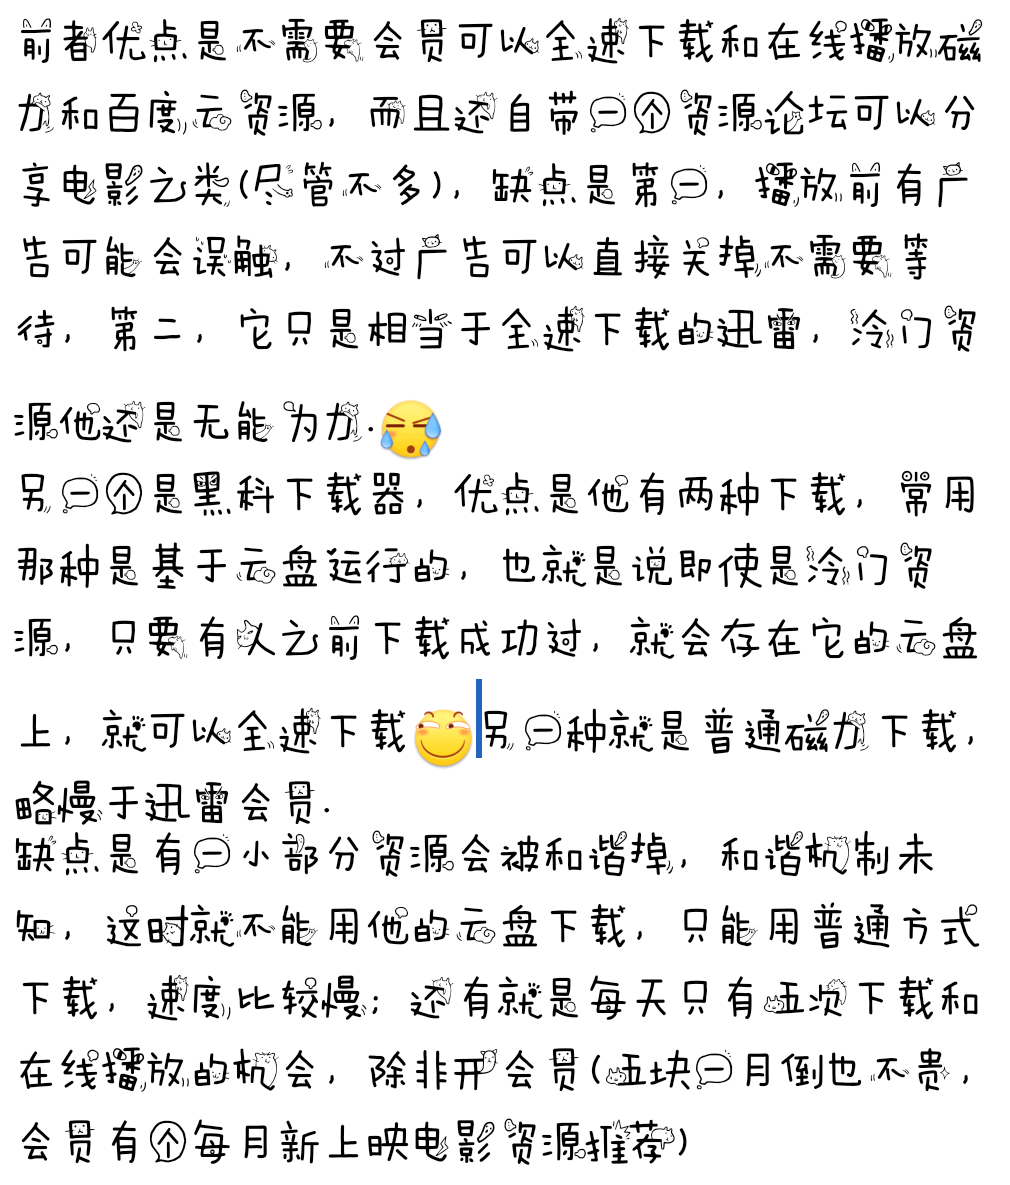 前者优点是不需要会员可以全速下载和在线播放磁
力和百度云资源，而且还自带一个资源论坛可以分
享电影之类(尽管不多)，缺点是第一，播放前有广
告可能会误触，不过广告可以直接关掉不需要等
待，第二，它只是相当于全速下载的迅雷，冷门资
源他还是无能为力.😫
另一个是黑科下载器，优点是他有两种下载，常用
那种是基于云盘运行的，也就是说即使是冷门资
源，只要有人之前下载成功过，就会存在它的云盘
上，就可以全速下载 另一种就是普通磁力下载，
略慢于迅雷会员.
缺点是有一小部分资源会被和谐掉，和谐机制未
知，这时就不能用他的云盘下载，只能用普通方式
下载，速度比较慢；还有就是每天只有五次下载和
在线播放的机会，除非开会员(五块一月倒也不贵，
会员有个每月新上映电影资源推荐)